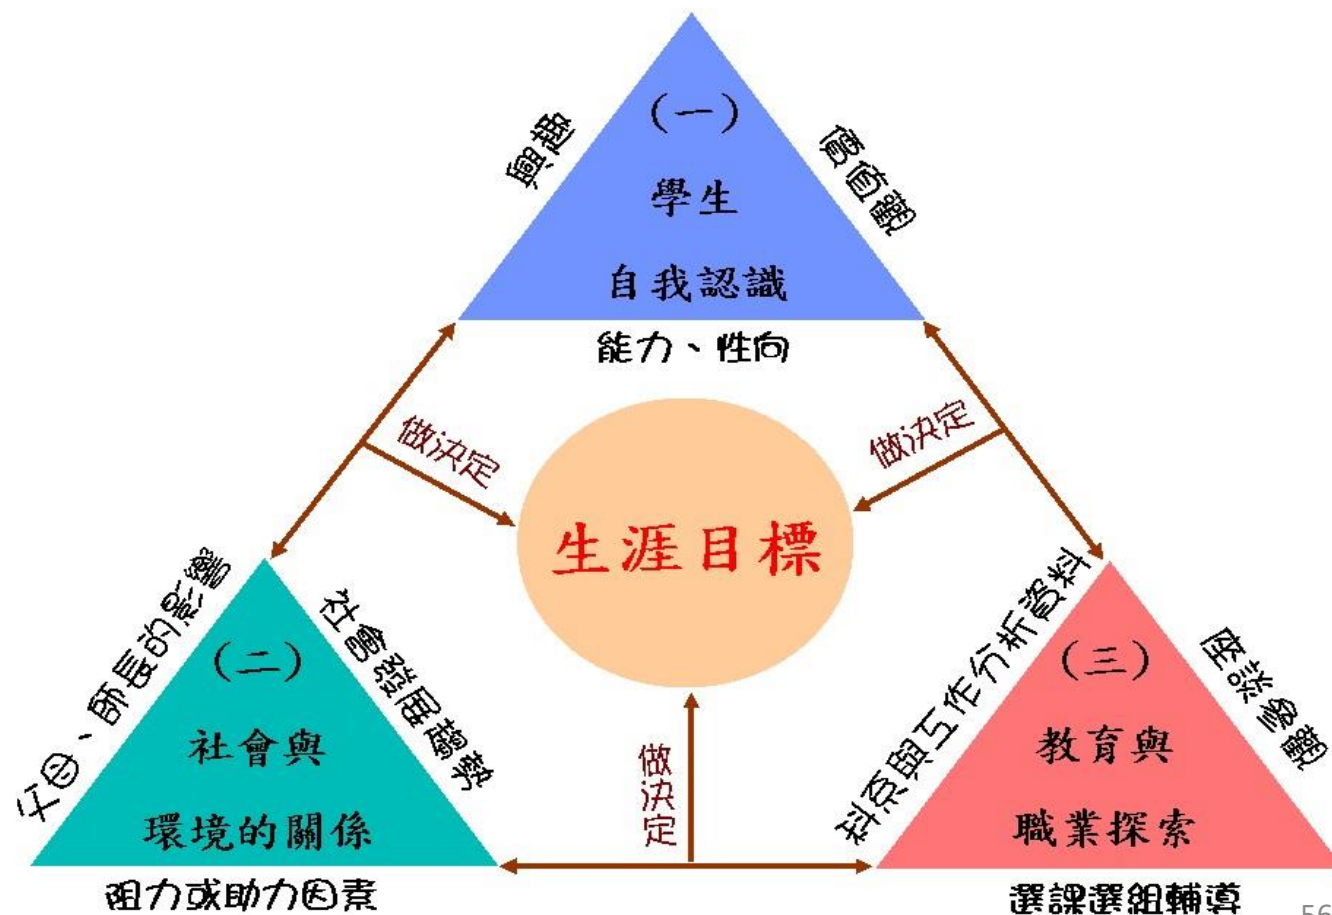 (一)
學生
自我認識
興趣
價值觀
能力、性向
做決定
做決定
生涯目標
父母、師長的影響
社會發展趨勢
(二)
社會與
環境的關係
阻力或助力因素
做決定
科系與工作分析資料
座談參觀
(三)
教育與
職業探索
選課選組輔導
56